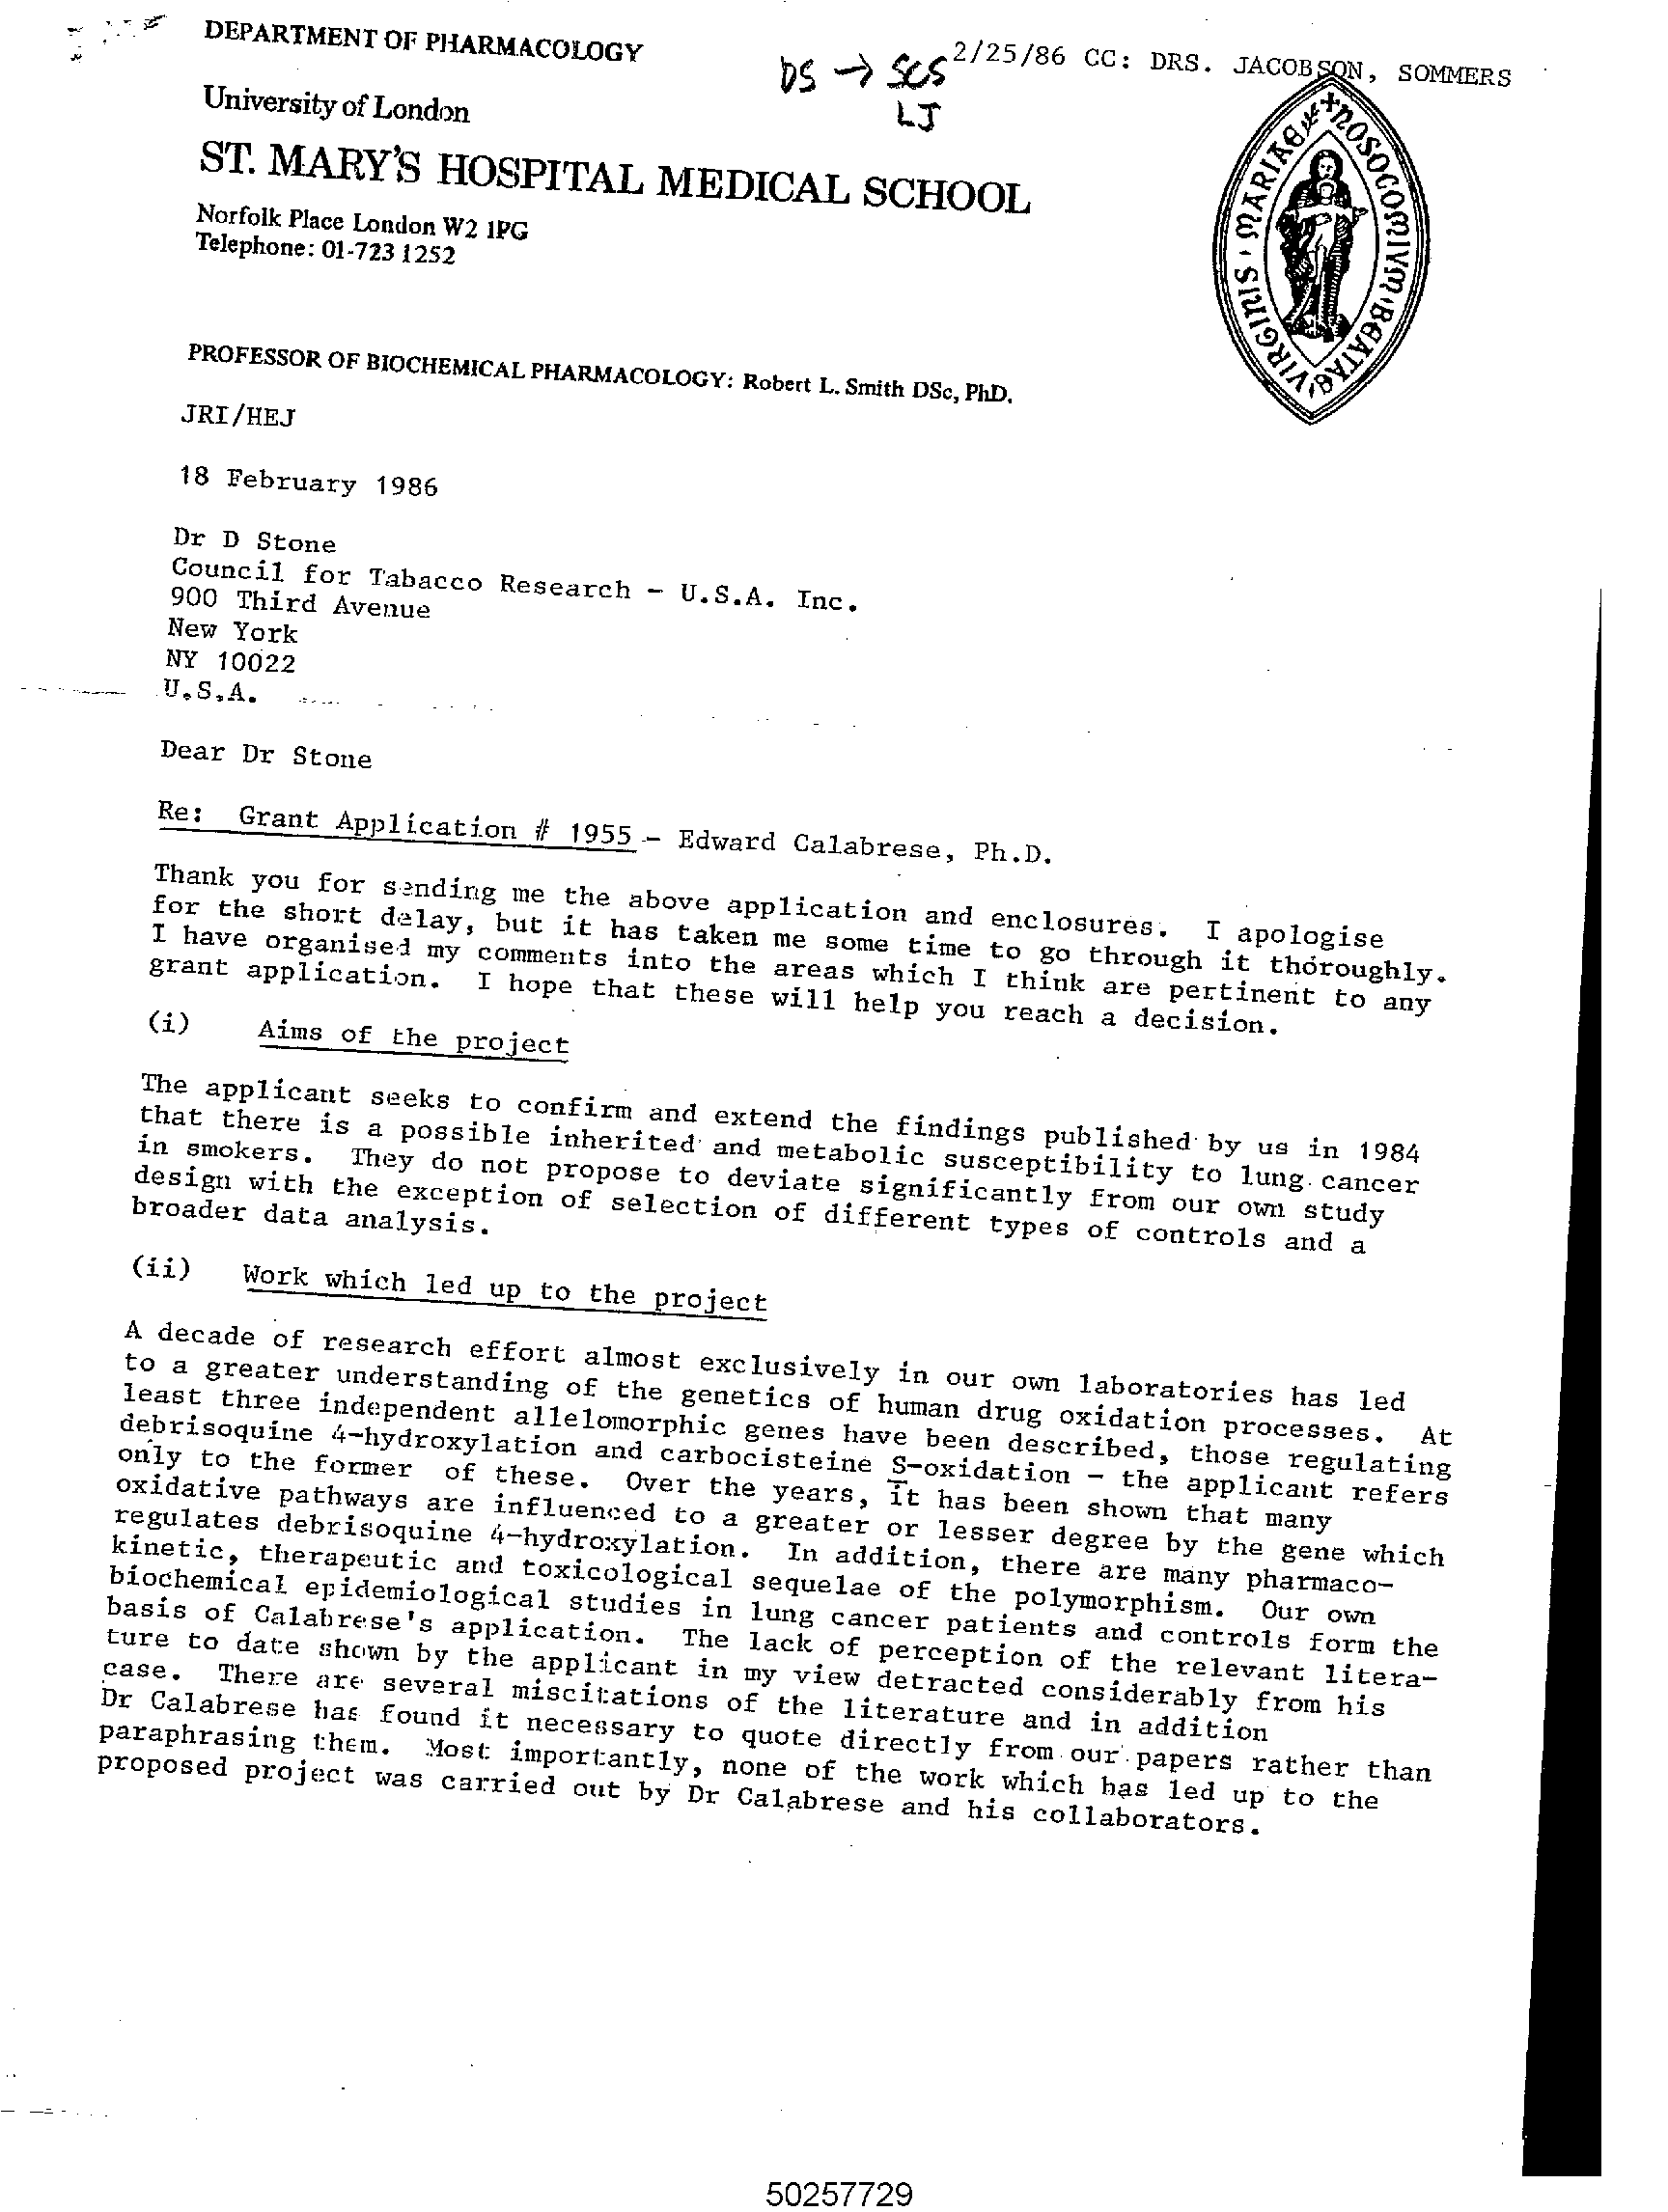 DEPARTMENT OF PHARMACOLOGY
DS → SCS 2/25/86 CC: DRS. JACOBSON, SOMMERS
LJ
University of London
ST. MARY'S HOSPITAL MEDICAL SCHOOL
Norfolk Place London W2 1PG
Telephone: 01-723 1252
✝NOSOCOMIVM·BEATAE VIRGINIS·MARIAE
PROFESSOR OF BIOCHEMICAL PHARMACOLOGY: Robert L. Smith DSc, PhD.
JRI/HEJ
18 February 1986
Dr D Stone
Council for Tabacco Research - U.S.A. Inc.
900 Third Avenue
New York
NY 10022
U.S.A.
Dear Dr Stone
Re: Grant Application # 1955 - Edward Calabrese, Ph.D.
Thank you for sending me the above application and enclosures. I apologise
for the short delay, but it has taken me some time to go through it thoroughly.
I have organised my comments into the areas which I think are pertinent to any
grant application. I hope that these will help you reach a decision.
(i) Aims of the project
The applicant seeks to confirm and extend the findings published by us in 1984
that there is a possible inherited and metabolic susceptibility to lung cancer
in smokers. They do not propose to deviate significantly from our own study
design with the exception of selection of different types of controls and a
broader data analysis.
(ii) Work which led up to the project
A decade of research effort almost exclusively in our own laboratories has led
to a greater understanding of the genetics of human drug oxidation processes. At
least three independent allelomorphic genes have been described, those regulating
debrisoquine 4-hydroxylation and carbocisteine S-oxidation - the applicant refers
only to the former of these. Over the years, it has been shown that many
oxidative pathways are influenced to a greater or lesser degree by the gene which
regulates debrisoquine 4-hydroxylation. In addition, there are many pharmaco-
kinetic, therapeutic and toxicological sequelae of the polymorphism. Our own
biochemical epidemiological studies in lung cancer patients and controls form the
basis of Calabrese's application. The lack of perception of the relevant litera-
ture to date shown by the applicant in my view detracted considerably from his
case. There are several miscitations of the literature and in addition
Dr Calabrese has found it necessary to quote directly from our papers rather than
paraphrasing them. Most importantly, none of the work which has led up to the
proposed project was carried out by Dr Calabrese and his collaborators.
50257729